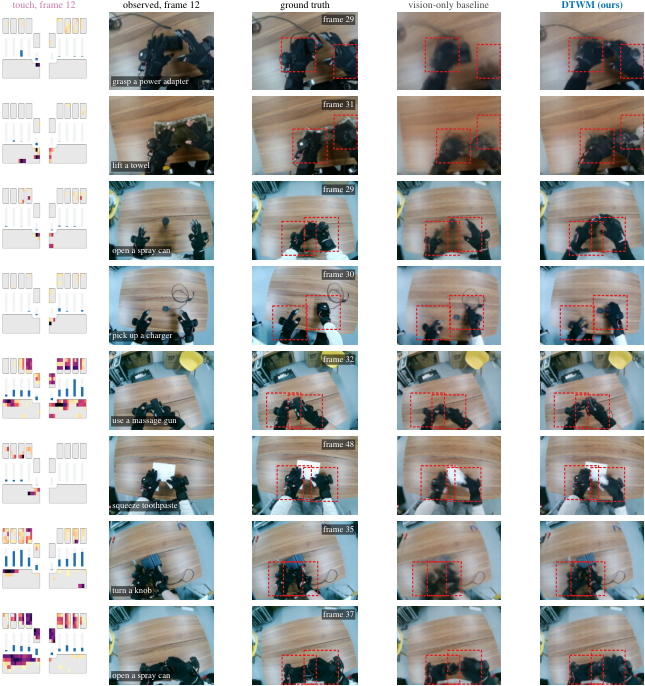 touch, frame 12 observed, frame 12 ground truth vision-only baseline DTWM (ours)
frame 29
grasp a power adapter
frame 31
lift a towel
frame 29
open a spray can
frame 30
pick up a charger
frame 32
use a massage gun
frame 48
squeeze toothpaste
frame 35
turn a knob
frame 37
open a spray can